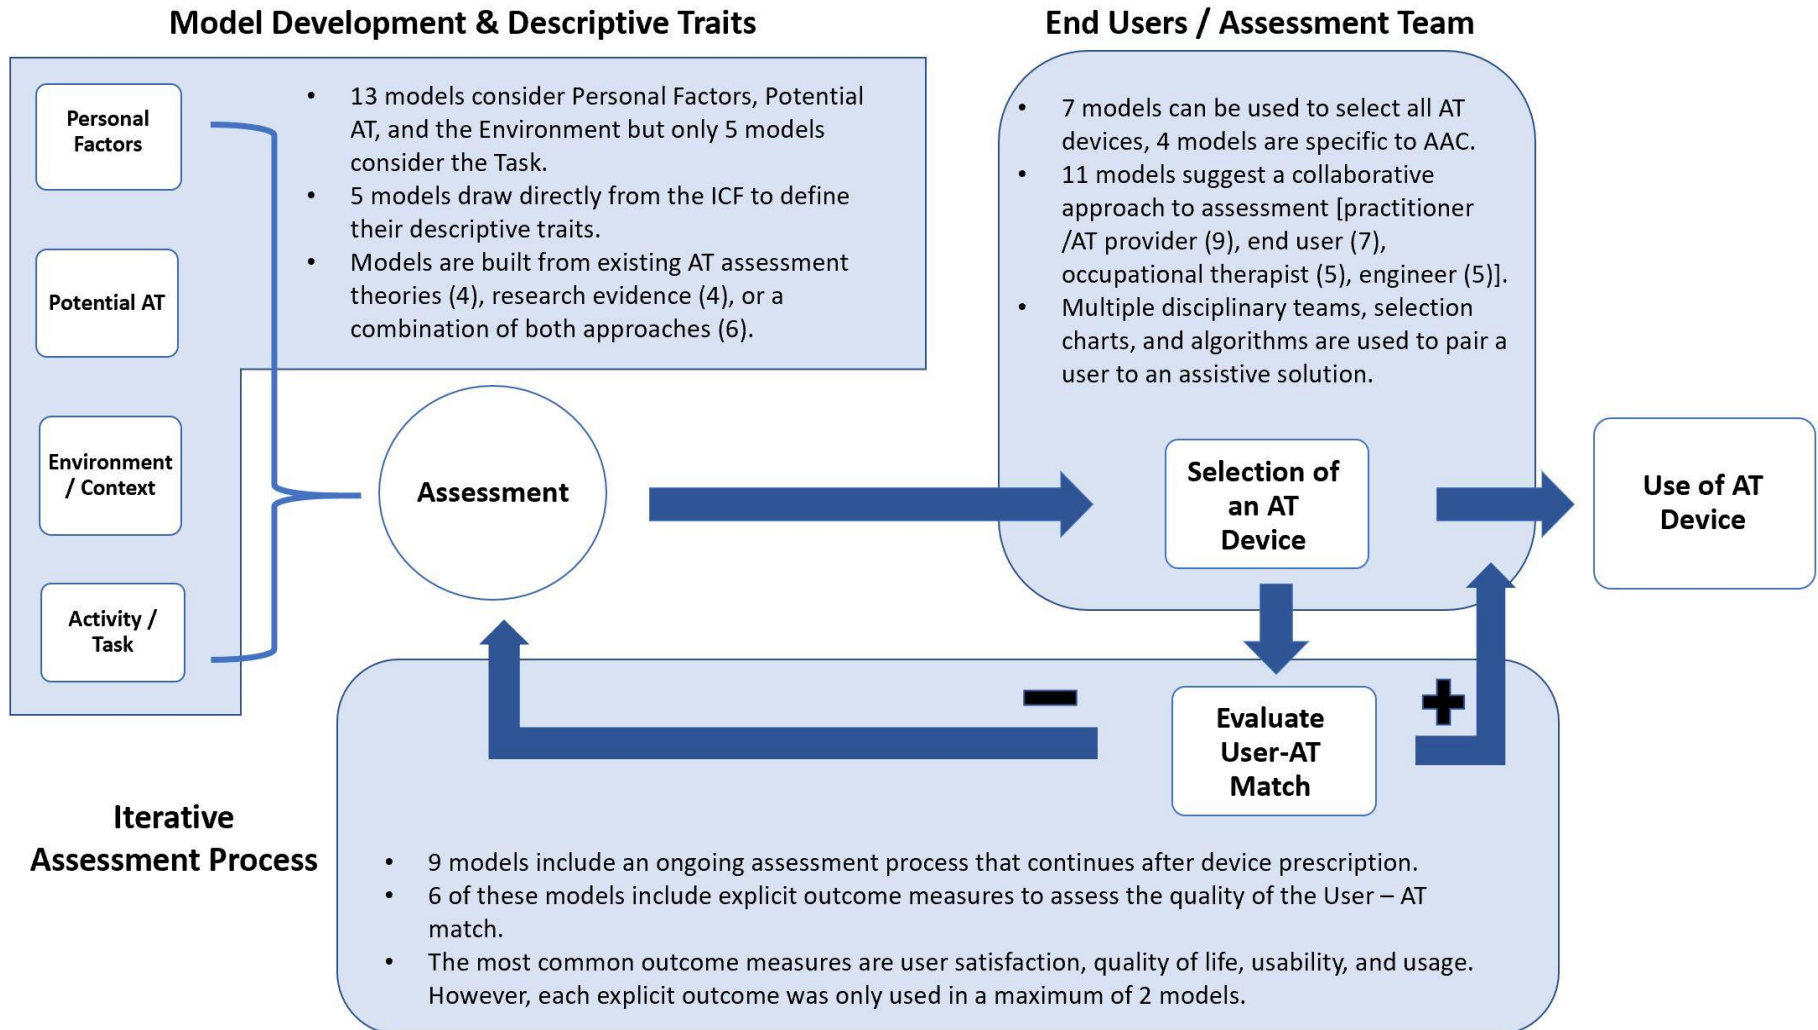 Model Development & Descriptive Traits
Personal
Factors
Potential AT
Environment
/ Context
Activity /
Task
• 13 models consider Personal Factors, Potential
AT, and the Environment but only 5 models
consider the Task.
• 5 models draw directly from the ICF to define
their descriptive traits.
• Models are built from existing AT assessment
theories (4), research evidence (4), or a
combination of both approaches (6).
Assessment
End Users / Assessment Team
• 7 models can be used to select all AT
devices, 4 models are specific to AAC.
• 11 models suggest a collaborative
approach to assessment [practitioner
/AT provider (9), end user (7),
occupational therapist (5), engineer (5)].
• Multiple disciplinary teams, selection
charts, and algorithms are used to pair a
user to an assistive solution.
Selection of
an AT
Device
Use of AT
Device
Evaluate
User-AT
Match
Iterative
Assessment Process
• 9 models include an ongoing assessment process that continues after device prescription.
• 6 of these models include explicit outcome measures to assess the quality of the User – AT
match.
• The most common outcome measures are user satisfaction, quality of life, usability, and usage.
However, each explicit outcome was only used in a maximum of 2 models.